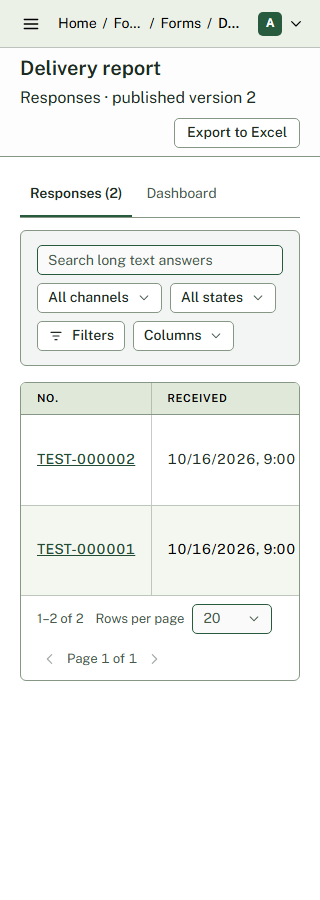 Home / Fo... / Forms / D... A
Delivery report
Responses · published version 2
Export to Excel
Responses (2) Dashboard
Search long text answers
All channels All states
Filters Columns
NO. RECEIVED
TEST-000002 10/16/2026, 9:00
TEST-000001 10/16/2026, 9:00
1–2 of 2 Rows per page 20
Page 1 of 1